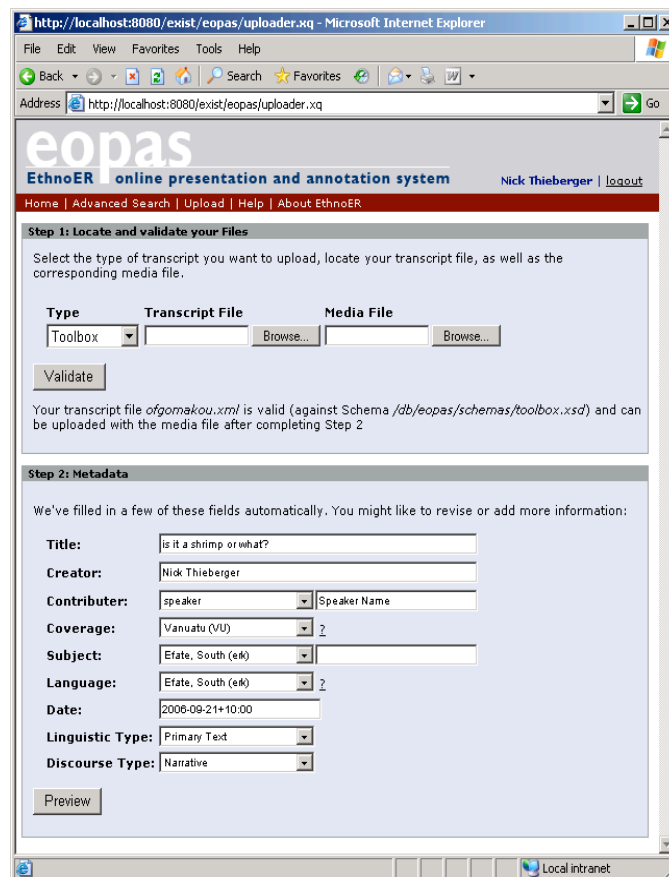 http://localhost:8080/exist/eopas/uploader.xq - Microsoft Internet Explorer
File Edit View Favorites Tools Help
Back Search Favorites
Address http://localhost:8080/exist/eopas/uploader.xq Go
eopas
EthnoER online presentation and annotation system Nick Thieberger | logout
Home | Advanced Search | Upload | Help | About EthnoER
Step 1: Locate and validate your Files
Select the type of transcript you want to upload, locate your transcript file, as well as the
corresponding media file.
Type Transcript File Media File
Toolbox Browse... Browse...
Validate
Your transcript file ofgomakou.xml is valid (against Schema /db/eopas/schemas/toolbox.xsd) and can
be uploaded with the media file after completing Step 2
Step 2: Metadata
We've filled in a few of these fields automatically. You might like to revise or add more information:
Title: is it a shrimp or what?
Creator: Nick Thieberger
Contributer: speaker Speaker Name
Coverage: Vanuatu (VU) ?
Subject: Efate, South (erk)
Language: Efate, South (erk) ?
Date: 2006-09-21+10:00
Linguistic Type: Primary Text
Discourse Type: Narrative
Preview
Local intranet